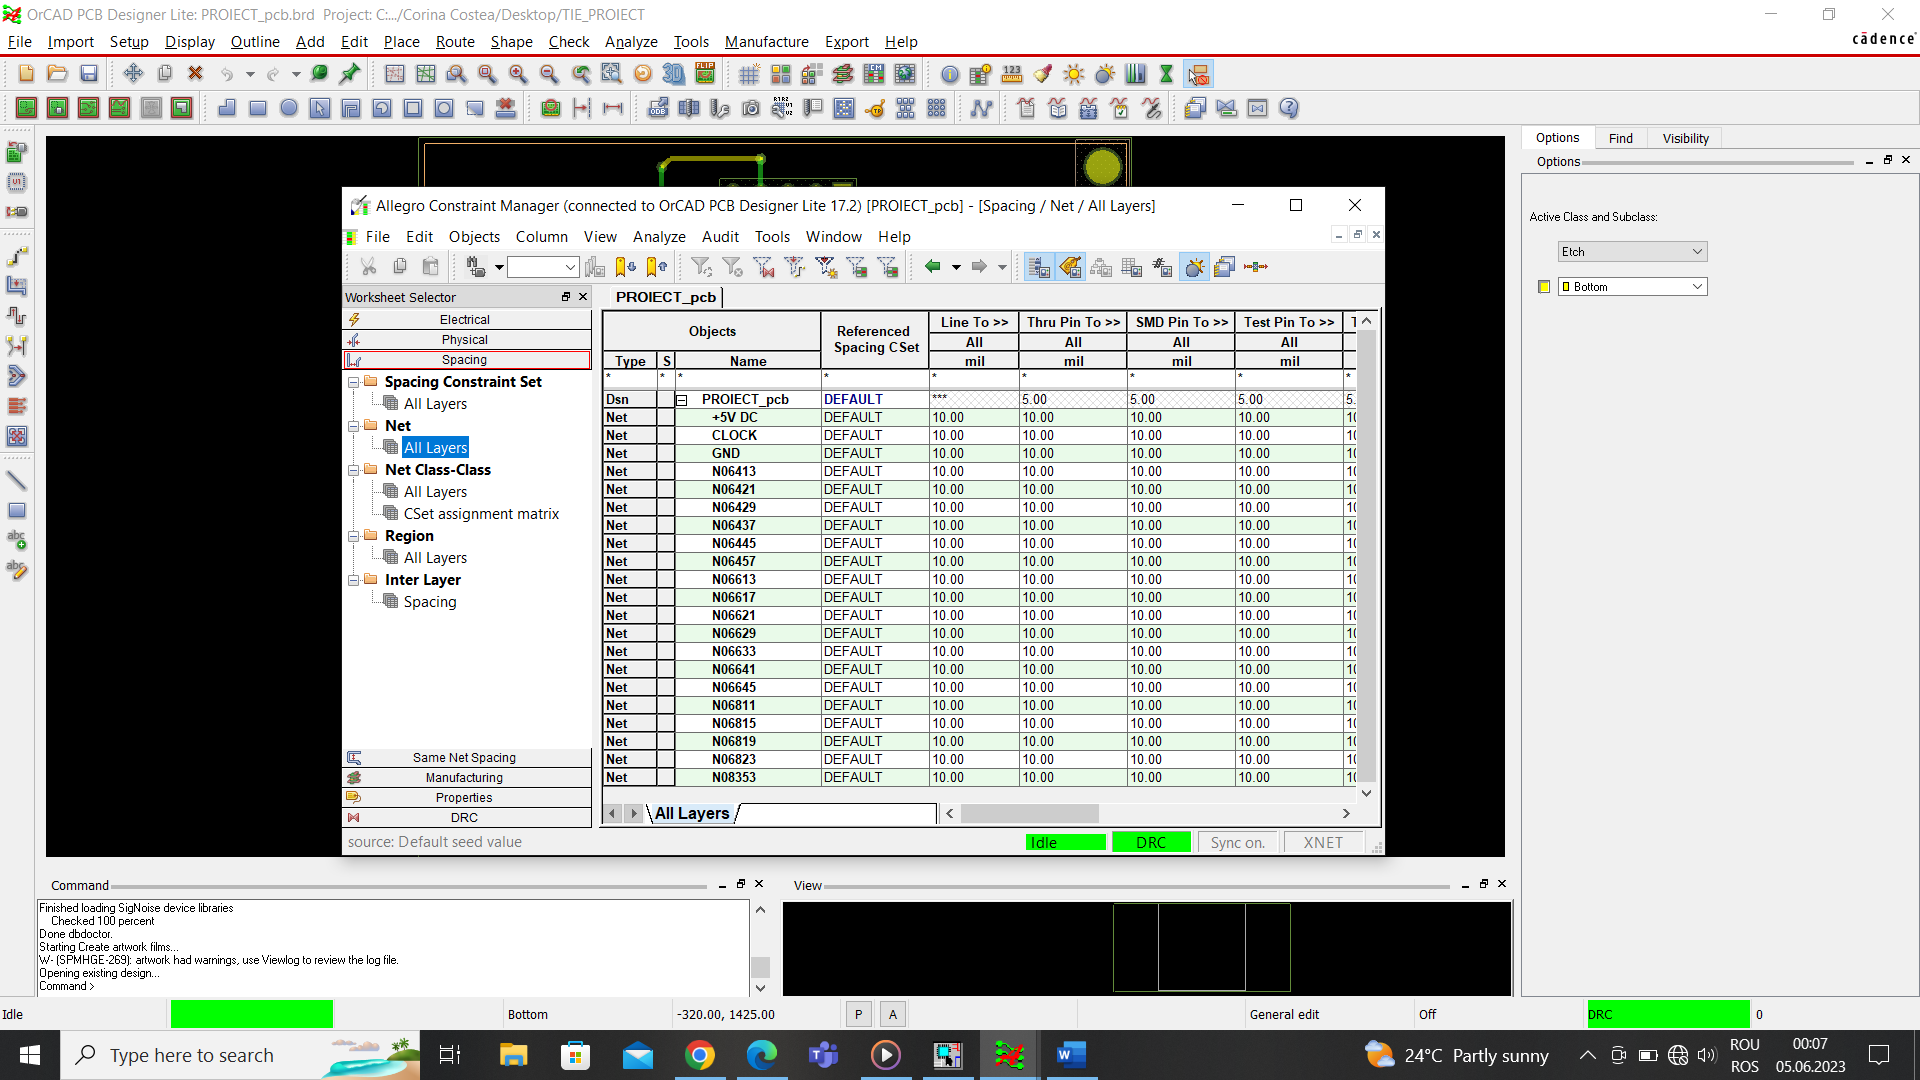 OrCAD PCB Designer Lite: PROIECT_pcb.brd  Project: C:.../Corina Costea/Desktop/TIE_PROJECT
File Import Setup Display Outline Add Edit Place Route Shape Check Analyze Tools Manufacture Export Help
cādence
Options Find Visibility
Options
Active Class and Subclass:
Etch
Bottom
Allegro Constraint Manager (connected to OrCAD PCB Designer Lite 17.2) [PROIECT_pcb] - [Spacing / Net / All Layers]
File Edit Objects Column View Analyze Audit Tools Window Help
Worksheet Selector
Electrical
Physical
Spacing
Spacing Constraint Set
All Layers
Net
All Layers
Net Class-Class
All Layers
CSet assignment matrix
Region
All Layers
Inter Layer
Spacing
Same Net Spacing
Manufacturing
Properties
DRC
PROIECT_pcb
Objects Referenced Spacing CSet Line To >> Thru Pin To >> SMD Pin To >> Test Pin To >>
All All All All
Type S Name mil mil mil mil
* * * * * * * * *
Dsn PROIECT_pcb DEFAULT *** 5.00 5.00 5.00 5.
Net +5V DC DEFAULT 10.00 10.00 10.00 10.00
Net CLOCK DEFAULT 10.00 10.00 10.00 10.00
Net GND DEFAULT 10.00 10.00 10.00 10.00
Net N06413 DEFAULT 10.00 10.00 10.00 10.00
Net N06421 DEFAULT 10.00 10.00 10.00 10.00
Net N06429 DEFAULT 10.00 10.00 10.00 10.00
Net N06437 DEFAULT 10.00 10.00 10.00 10.00
Net N06445 DEFAULT 10.00 10.00 10.00 10.00
Net N06457 DEFAULT 10.00 10.00 10.00 10.00
Net N06613 DEFAULT 10.00 10.00 10.00 10.00
Net N06617 DEFAULT 10.00 10.00 10.00 10.00
Net N06621 DEFAULT 10.00 10.00 10.00 10.00
Net N06629 DEFAULT 10.00 10.00 10.00 10.00
Net N06633 DEFAULT 10.00 10.00 10.00 10.00
Net N06641 DEFAULT 10.00 10.00 10.00 10.00
Net N06645 DEFAULT 10.00 10.00 10.00 10.00
Net N06811 DEFAULT 10.00 10.00 10.00 10.00
Net N06815 DEFAULT 10.00 10.00 10.00 10.00
Net N06819 DEFAULT 10.00 10.00 10.00 10.00
Net N06823 DEFAULT 10.00 10.00 10.00 10.00
Net N08353 DEFAULT 10.00 10.00 10.00 10.00
All Layers
source: Default seed value Idle DRC Sync on. XNET
Command
Finished loading SigNoise device libraries
Checked 100 percent
Done dbdoctor.
Starting Create artwork films...
W- (SPMHGE-269): artwork had warnings, use Viewlog to review the log file.
Opening existing design...
Command >
View
Idle Bottom -320.00, 1425.00 P A General edit Off DRC 0
Type here to search
24°C Partly sunny
ROU
ROS
00:07
05.06.2023